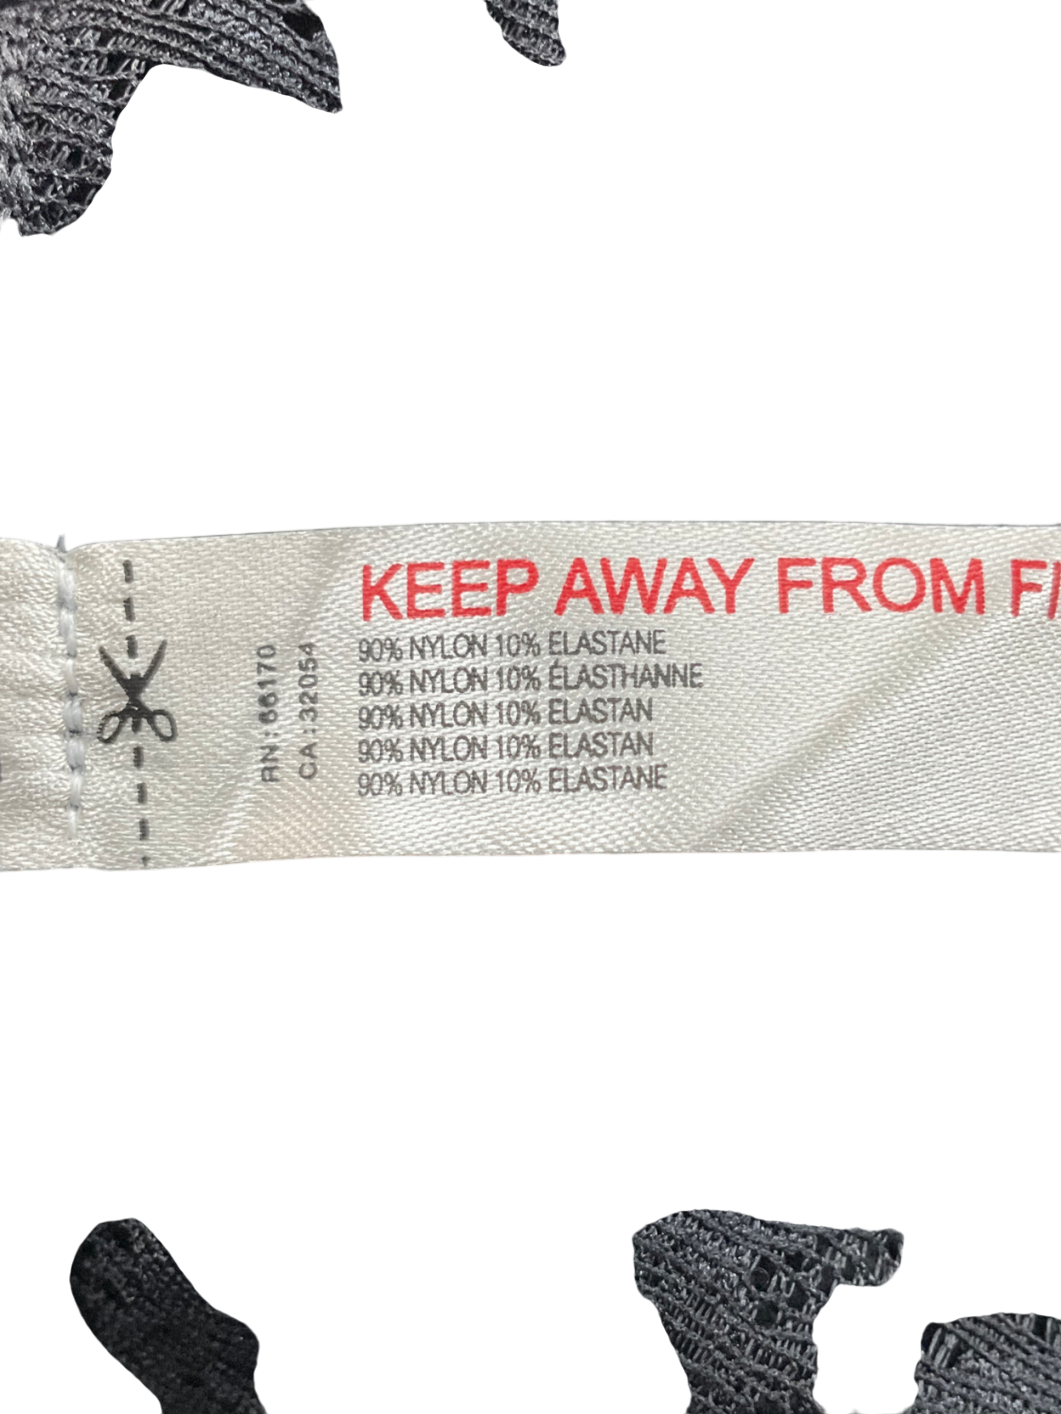 RN:66170
CA:32054
KEEP AWAY FROM
90% NYLON 10% ELASTANE
90% NYLON 10% ÉLASTHANNE
90% NYLON 10% ELASTAN
90% NYLON 10% ELASTAN
90% NYLON 10% ELASTANE